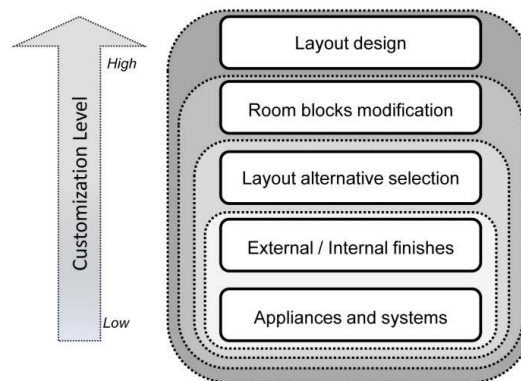 High
Customization Level
Low
Layout design
Room blocks modification
Layout alternative selection
External / Internal finishes
Appliances and systems